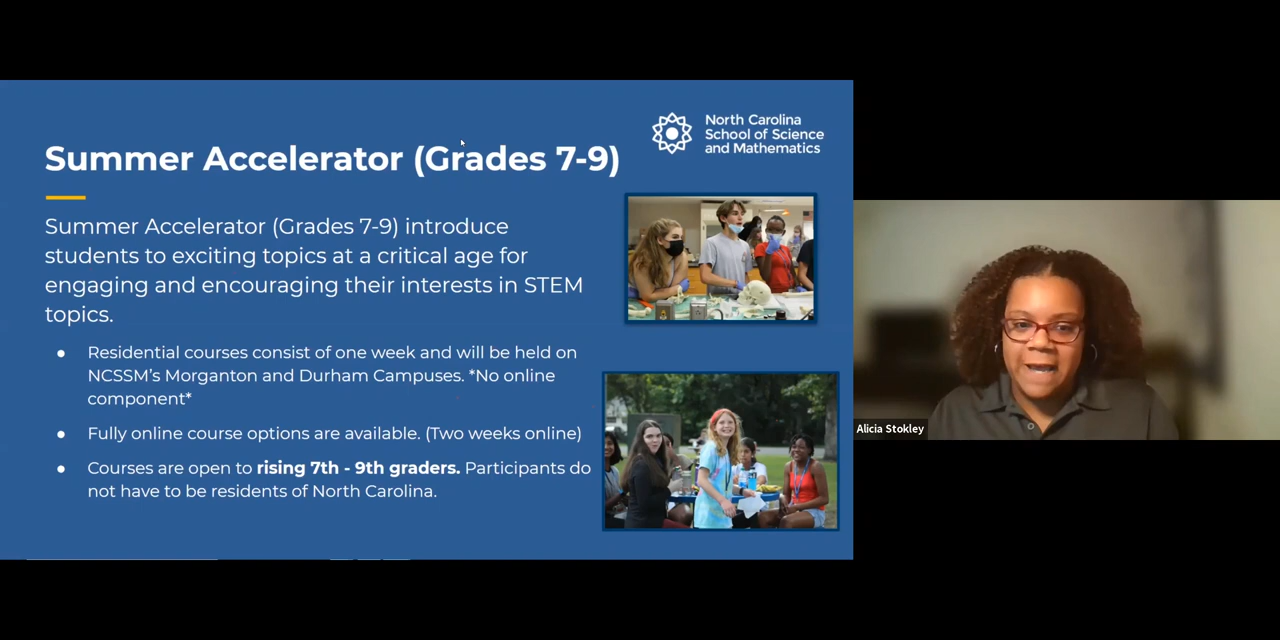 North Carolina
School of Science
and Mathematics
Summer Accelerator (Grades 7-9)
Summer Accelerator (Grades 7-9) introduce
students to exciting topics at a critical age for
engaging and encouraging their interests in STEM
topics.
● Residential courses consist of one week and will be held on
NCSSM’s Morganton and Durham Campuses. *No online
component*
● Fully online course options are available. (Two weeks online)
● Courses are open to rising 7th - 9th graders. Participants do
not have to be residents of North Carolina.
Alicia Stokley